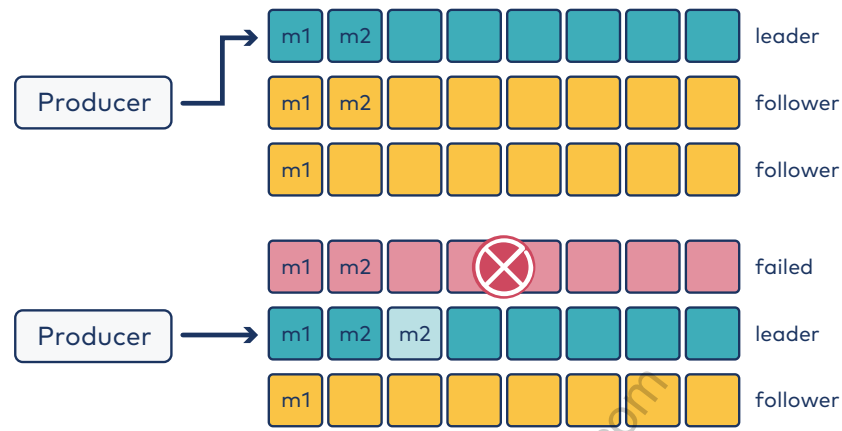 m1 m2 leader
Producer
m1 m2 follower
m1 follower
m1 m2 failed
Producer
m1 m2 m2 leader
m1 follower
com